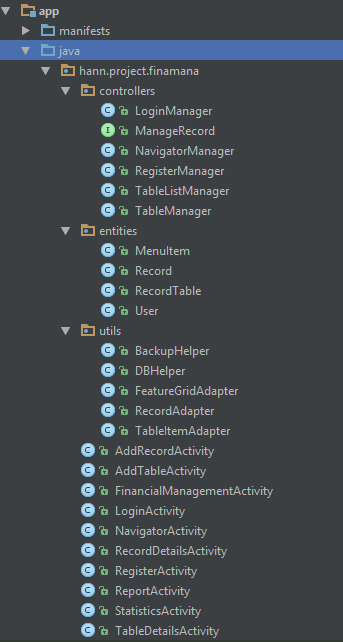 app
manifests
java
hann.project.finamana
controllers
C LoginManager
I ManageRecord
C NavigatorManager
C RegisterManager
C TableListManager
C TableManager
entities
C MenuItem
C Record
C RecordTable
C User
utils
C BackupHelper
C DBHelper
C FeatureGridAdapter
C RecordAdapter
C TableItemAdapter
C AddRecordActivity
C AddTableActivity
C FinancialManagementActivity
C LoginActivity
C NavigatorActivity
C RecordDetailsActivity
C RegisterActivity
C ReportActivity
C StatisticsActivity
C TableDetailsActivity